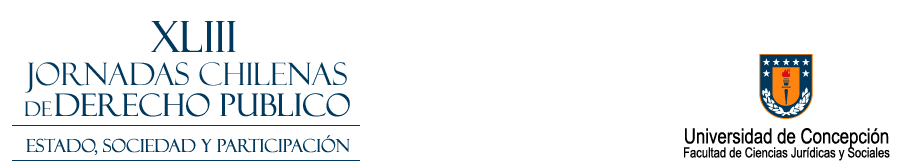 XLIII
JORNADAS CHILENAS
DE DERECHO PUBLICO
ESTADO, SOCIEDAD Y PARTICIPACIÓN
Universidad de Concepción
Facultad de Ciencias Jurídicas y Sociales